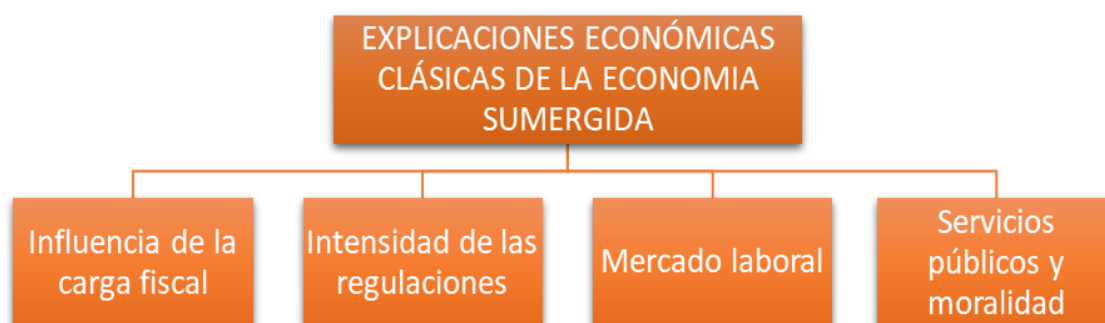 EXPLICACIONES ECONÓMICAS
CLÁSICAS DE LA ECONOMIA
SUMERGIDA
Influencia de la
carga fiscal
Intensidad de las
regulaciones
Mercado laboral
Servicios
públicos y
moralidad